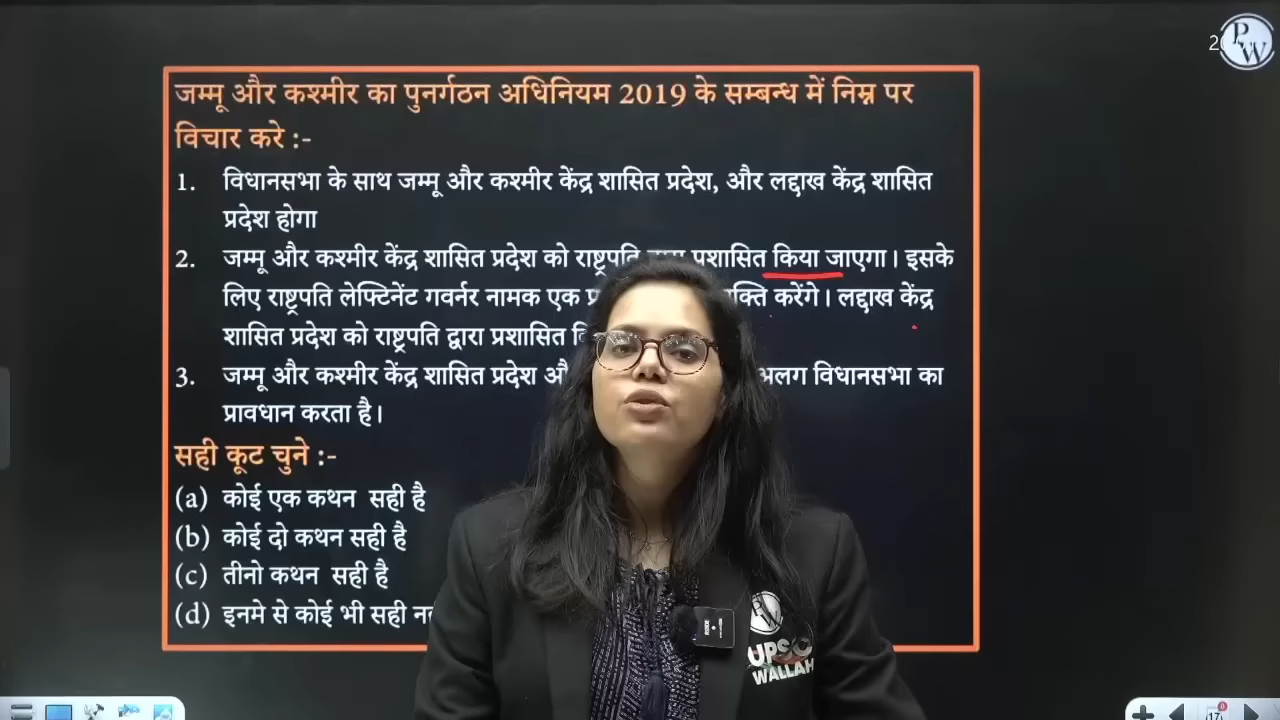 PW
जम्मू और कश्मीर का पुनर्गठन अधिनियम 2019 के सम्बन्ध में निम्न पर
विचार करे :-
1. विधानसभा के साथ जम्मू और कश्मीर केंद्र शासित प्रदेश, और लद्दाख केंद्र शासित
प्रदेश होगा
2. जम्मू और कश्मीर केंद्र शासित प्रदेश को राष्ट्रपति प्रशासित किया जाएगा। इसके
लिए राष्ट्रपति लेफ्टिनेंट गवर्नर नामक एक करेंगे। लद्दाख केंद्र
शासित प्रदेश को राष्ट्रपति द्वारा प्रशासित
3. जम्मू और कश्मीर केंद्र शासित प्रदेश अलग विधानसभा का
प्रावधान करता है।
सही कूट चुने :-
(a) कोई एक कथन सही है
(b) कोई दो कथन सही है
(c) तीनो कथन सही है
(d) इनमे से कोई भी सही
PW
UPSC
WALLAH
17